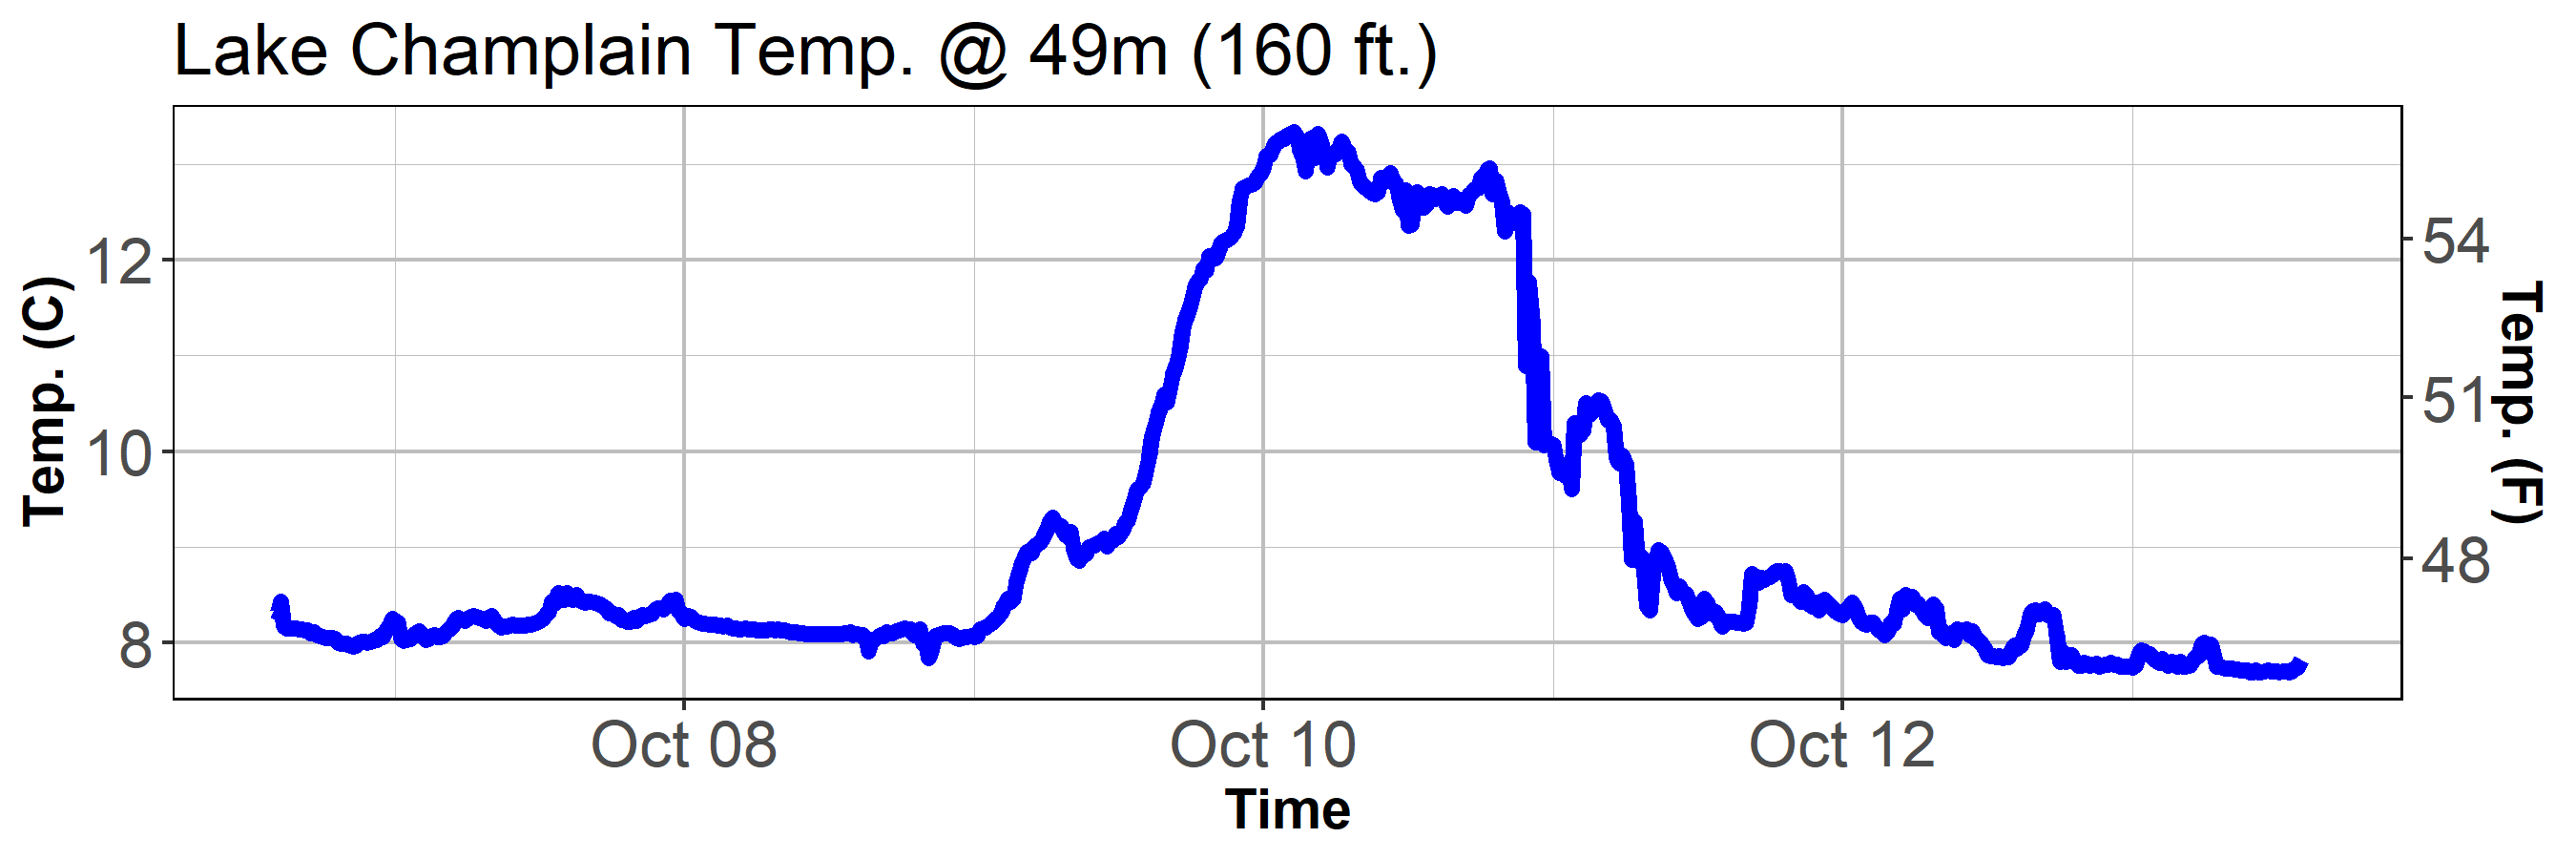 Lake Champlain Temp. @ 49m (160 ft.)
Temp. (C)
12
10
8
54
51
48
Temp. (F)
Oct 08
Oct 10
Oct 12
Time